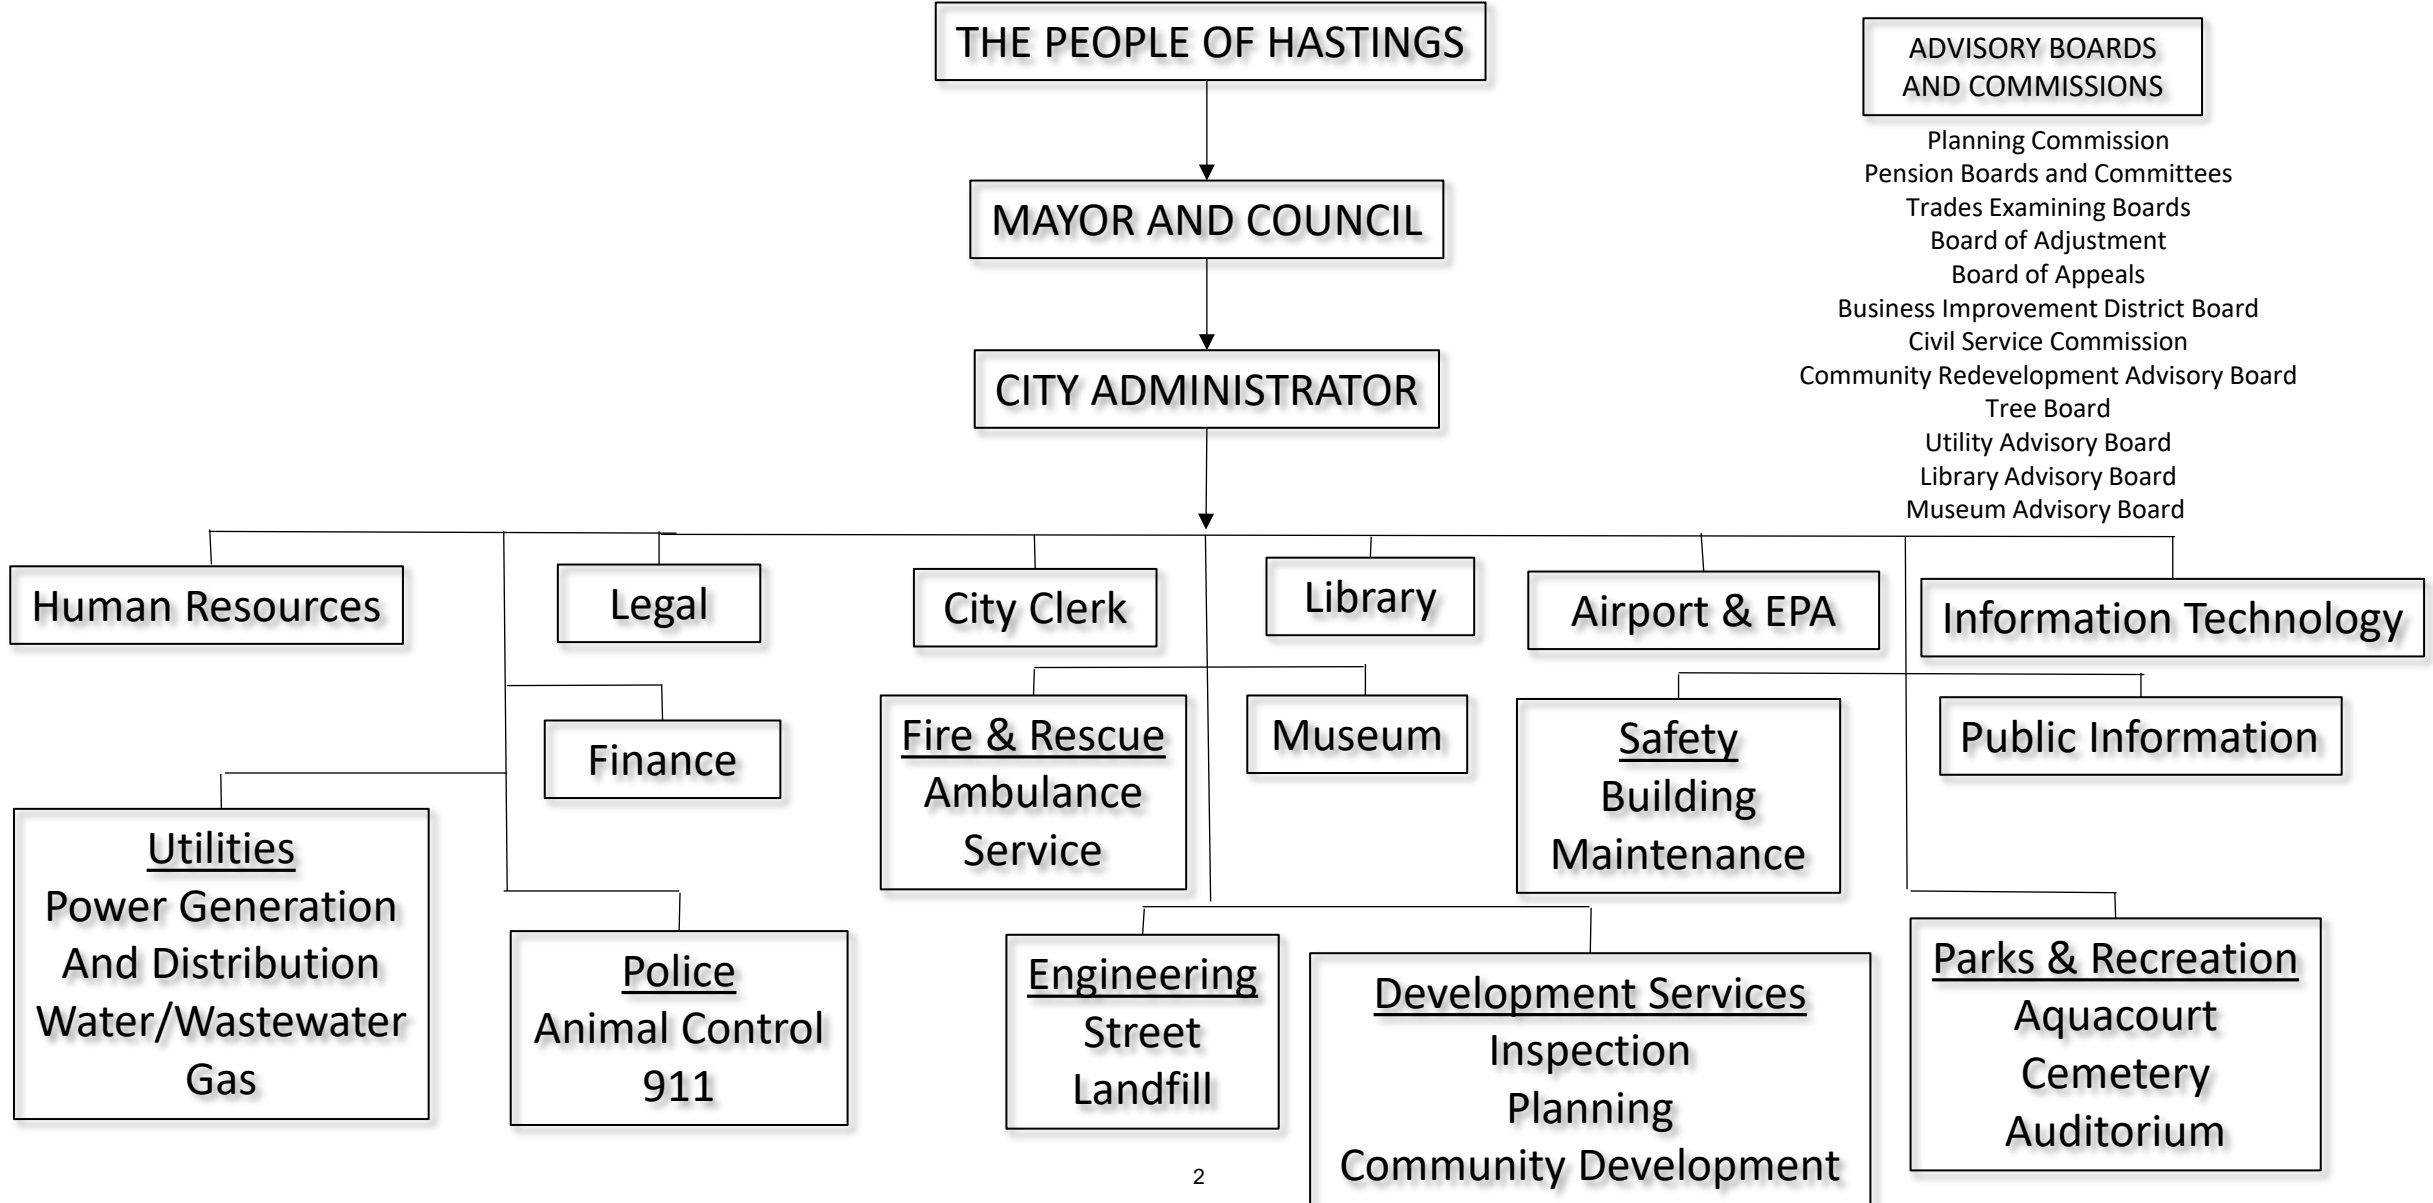 THE PEOPLE OF HASTINGS
ADVISORY BOARDS
AND COMMISSIONS
Planning Commission
Pension Boards and Committees
Trades Examining Boards
Board of Adjustment
Board of Appeals
Business Improvement District Board
Civil Service Commission
Community Redevelopment Advisory Board
Tree Board
Utility Advisory Board
Library Advisory Board
Museum Advisory Board
MAYOR AND COUNCIL
CITY ADMINISTRATOR
Human Resources
Legal
City Clerk
Library
Airport & EPA
Information Technology
Finance
Fire & Rescue
Ambulance
Service
Museum
Safety
Building
Maintenance
Public Information
Utilities
Power Generation
And Distribution
Water/Wastewater
Gas
Police
Animal Control
911
Engineering
Street
Landfill
Development Services
Inspection
Planning
Community Development
Parks & Recreation
Aquacourt
Cemetery
Auditorium
2